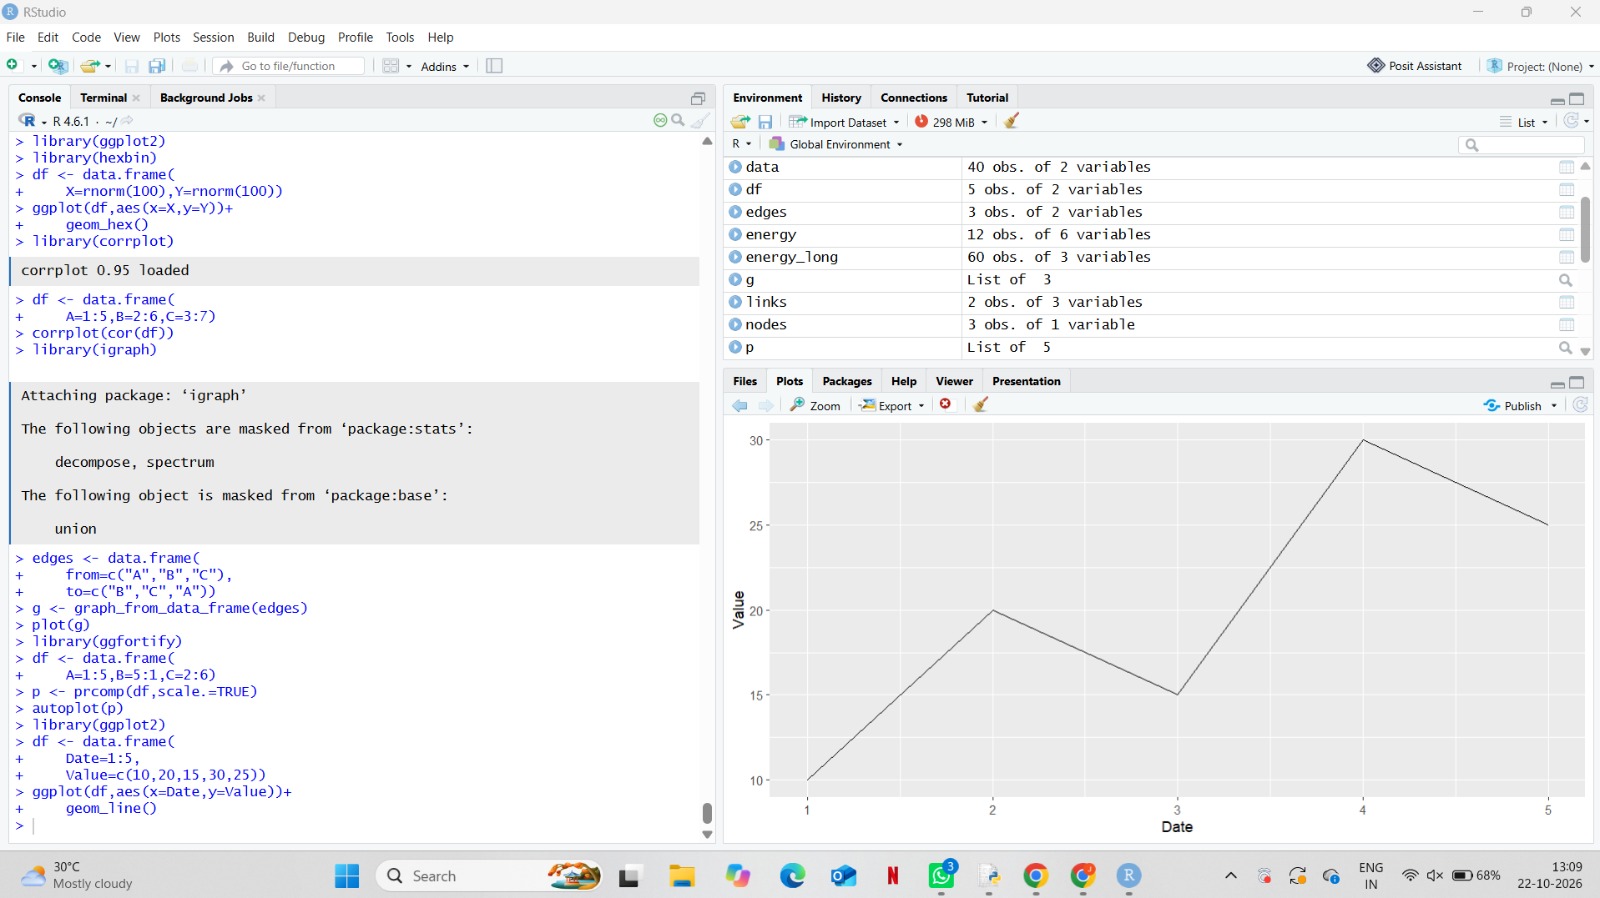 RStudio
File Edit Code View Plots Session Build Debug Profile Tools Help
Go to file/function Addins Posit Assistant Project: (None)
Console Terminal Background Jobs
R 4.6.1 · ~/
> library(ggplot2)
> library(hexbin)
> df <- data.frame(
+     X=rnorm(100),Y=rnorm(100))
> ggplot(df,aes(x=X,y=Y))+
+     geom_hex()
> library(corrplot)
corrplot 0.95 loaded
> df <- data.frame(
+     A=1:5,B=2:6,C=3:7)
> corrplot(cor(df))
> library(igraph)
Attaching package: ‘igraph’
The following objects are masked from ‘package:stats’:
decompose, spectrum
The following object is masked from ‘package:base’:
union
> edges <- data.frame(
+     from=c("A","B","C"),
+     to=c("B","C","A"))
> g <- graph_from_data_frame(edges)
> plot(g)
> library(ggfortify)
> df <- data.frame(
+     A=1:5,B=5:1,C=2:6)
> p <- prcomp(df,scale.=TRUE)
> autoplot(p)
> library(ggplot2)
> df <- data.frame(
+     Date=1:5,
+     Value=c(10,20,15,30,25))
> ggplot(df,aes(x=Date,y=Value))+
+     geom_line()
>
Environment History Connections Tutorial
Import Dataset 298 MiB List
R Global Environment
data 40 obs. of 2 variables
df 5 obs. of 2 variables
edges 3 obs. of 2 variables
energy 12 obs. of 6 variables
energy_long 60 obs. of 3 variables
g List of 3
links 2 obs. of 3 variables
nodes 3 obs. of 1 variable
p List of 5
Files Plots Packages Help Viewer Presentation
Zoom Export Publish
30
25
20
15
10
Value
1 2 3 4 5
Date
30°C
Mostly cloudy
Search
3
ENG
IN
68%
13:09
22-10-2026